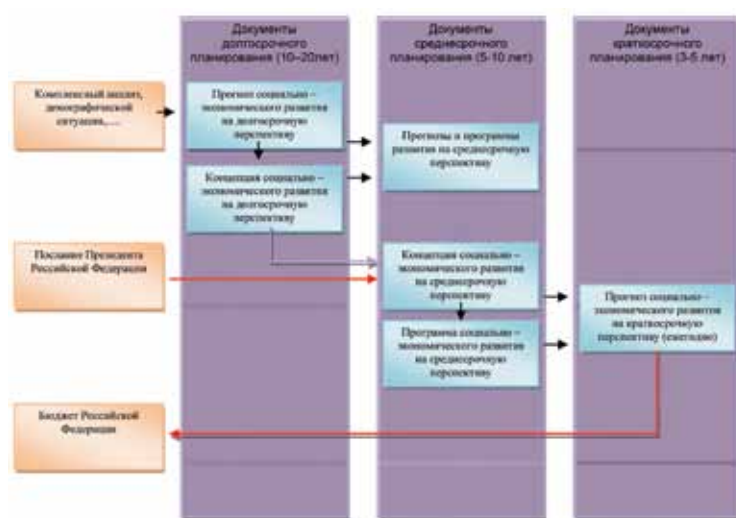 Документы
долгосрочного
планирования (10–20лет)
Документы
среднесрочного
планирования (5-10 лет)
Документы
краткосрочного
планирования (3-5 лет)
Комплексный анализ,
демографической
ситуации,....
Прогноз социально –
экономического развития
на долгосрочную
перспективу
Прогнозы и программы
развития на среднесрочную
перспективу
Концепция социально –
экономического развития
на долгосрочную
перспективу
Послание Президента
Российской Федерации
Концепция социально –
экономического развития
на среднесрочную
перспективу
Прогноз социально –
экономического развития
на краткосрочную
перспективу (ежегодно)
Программа социально –
экономического развития
на среднесрочную
перспективу
Бюджет Российской
Федерации